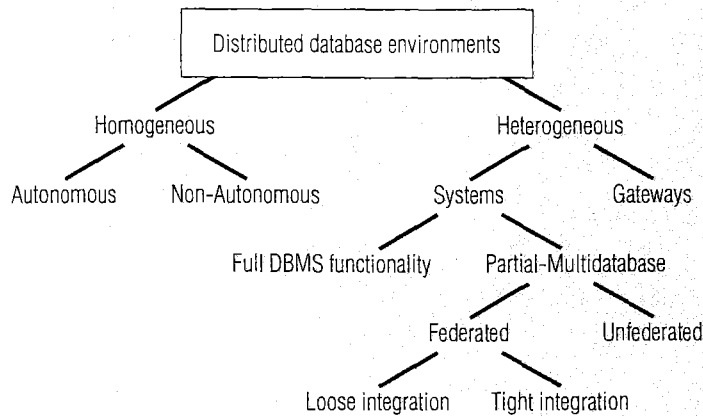 Distributed database environments
Homogeneous
Heterogeneous
Autonomous
Non-Autonomous
Systems
Gateways
Full DBMS functionality
Partial-Multidatabase
Federated
Unfederated
Loose integration
Tight integration